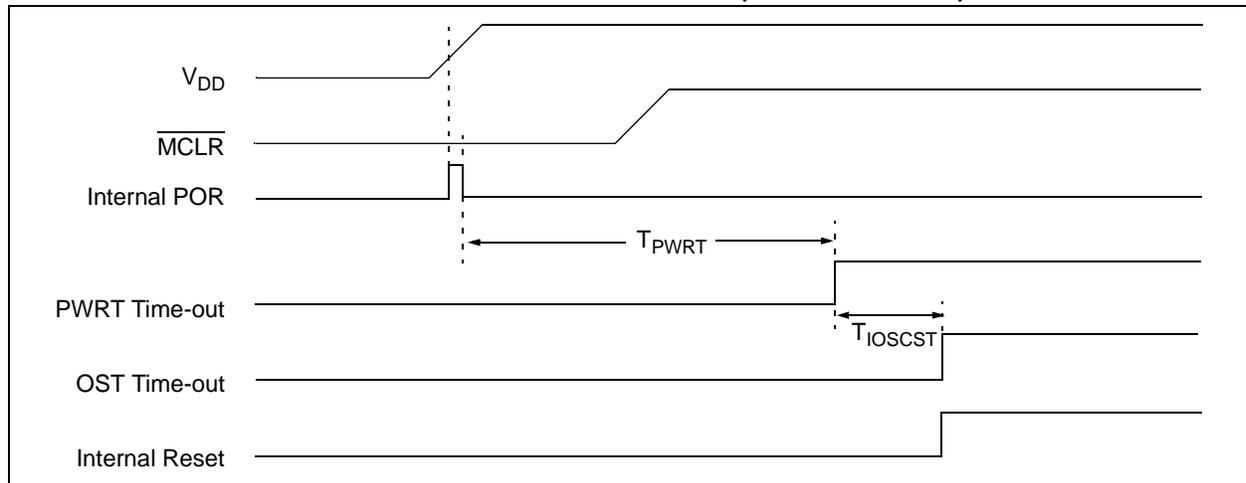 VDD
MCLR
Internal POR
TPWRT
PWRT Time-out
TIOSCST
OST Time-out
Internal Reset